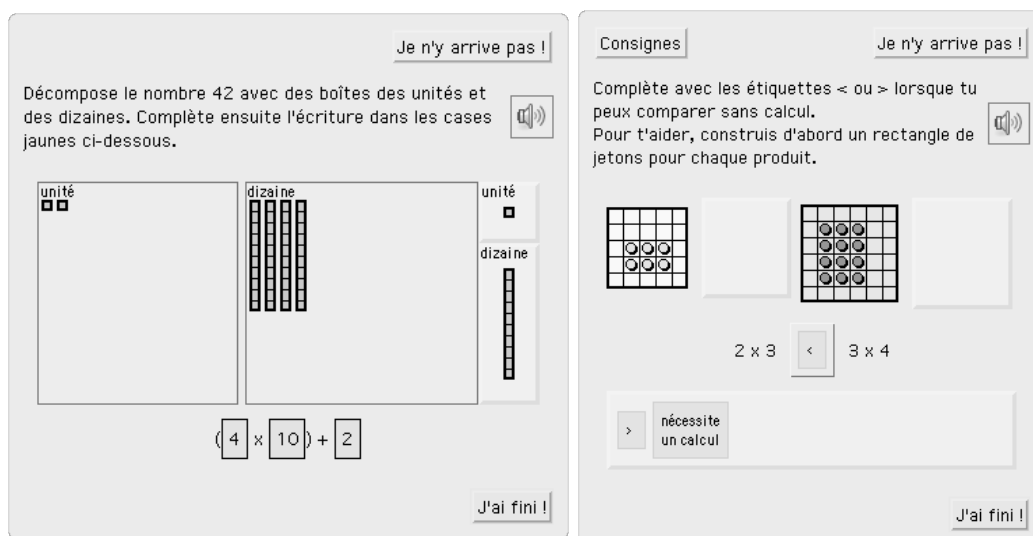 Je n'y arrive pas !
Décompose le nombre 42 avec des boîtes des unités et
des dizaines. Complète ensuite l'écriture dans les cases
jaunes ci-dessous.
unité
dizaine
unité
dizaine
( 4 x 10 ) + 2
J'ai fini !
Consignes
Je n'y arrive pas !
Complète avec les étiquettes < ou > lorsque tu
peux comparer sans calcul.
Pour t'aider, construis d'abord un rectangle de
jetons pour chaque produit.
2 x 3 < 3 x 4
>
nécessite
un calcul
J'ai fini !